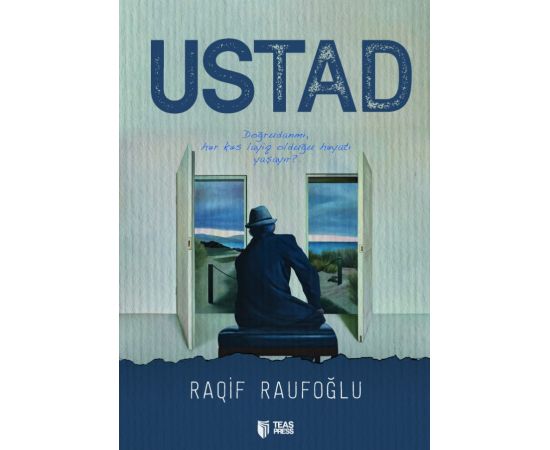 USTAD
Doğrudanmı,
hər kəs layiq olduğu həyatı
yaşayır?
RAQİF RAUFOĞLU
TEAS
PRESS